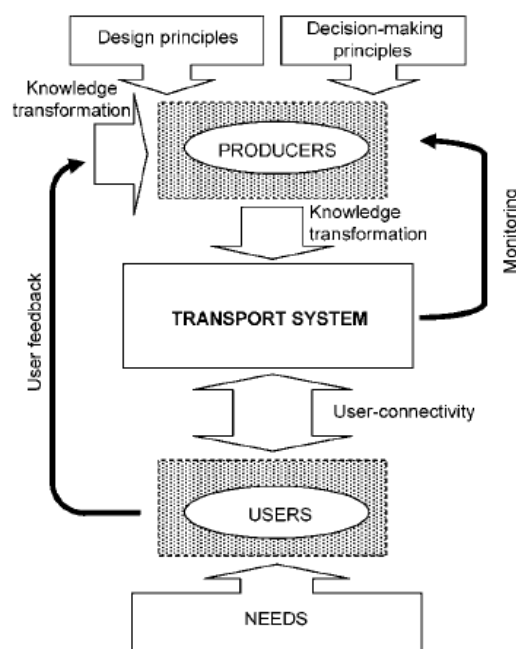 Design principles
Decision-making
principles
Knowledge
transformation
PRODUCERS
Knowledge
transformation
Monitoring
TRANSPORT SYSTEM
User feedback
User-connectivity
USERS
NEEDS